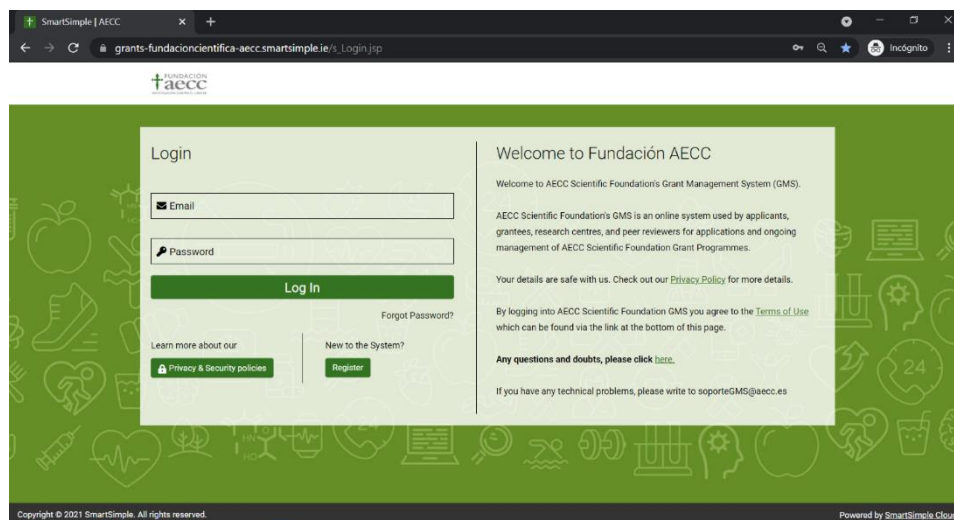 SmartSimple | AECC
grants-fundacioncientifica-aecc.smartsimple.ie/s_Login.jsp
Incógnito
FUNDACIÓN
aecc
Login
Email
Password
Log In
Forgot Password?
Learn more about our
Privacy & Security policies
New to the System?
Register
Welcome to Fundación AECC
Welcome to AECC Scientific Foundation's Grant Management System (GMS).
AECC Scientific Foundation's GMS is an online system used by applicants,
grantees, research centres, and peer reviewers for applications and ongoing
management of AECC Scientific Foundation Grant Programmes.
Your details are safe with us. Check out our Privacy Policy for more details.
By logging into AECC Scientific Foundation GMS you agree to the Terms of Use
which can be found via the link at the bottom of this page.
Any questions and doubts, please click here.
If you have any technical problems, please write to soporteGMS@aecc.es
24
HN
HO
Copyright © 2021 SmartSimple. All rights reserved.
Powered by SmartSimple Cloud